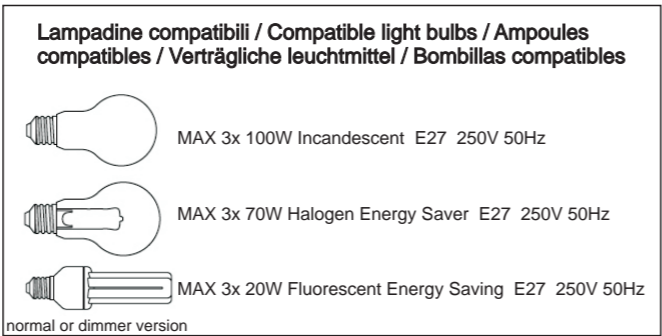 Lampadine compatibili / Compatible light bulbs / Ampoules
compatibles / Verträgliche leuchtmittel / Bombillas compatibles
MAX 3x 100W Incandescent E27 250V 50Hz
MAX 3x 70W Halogen Energy Saver E27 250V 50Hz
MAX 3x 20W Fluorescent Energy Saving E27 250V 50Hz
normal or dimmer version